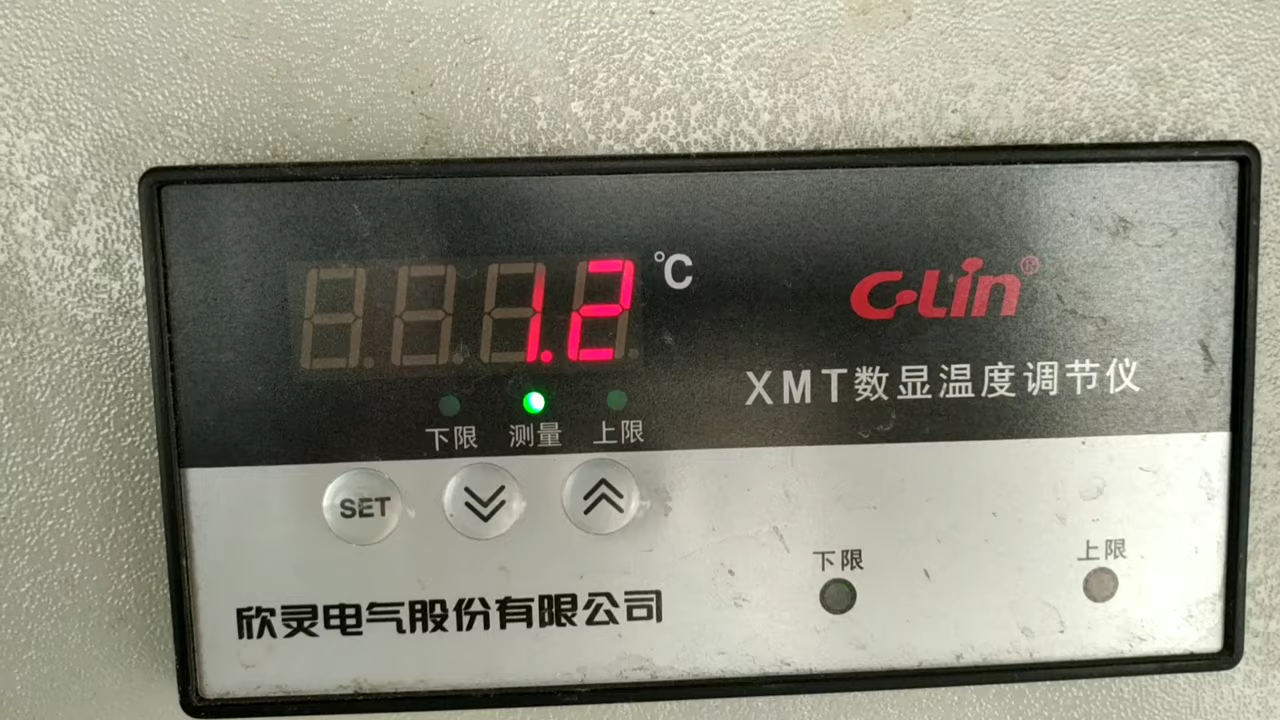 1.2 ℃
C-Lin®
XMT数显温度调节仪
下限 测量 上限
SET
下限 上限
欣灵电气股份有限公司